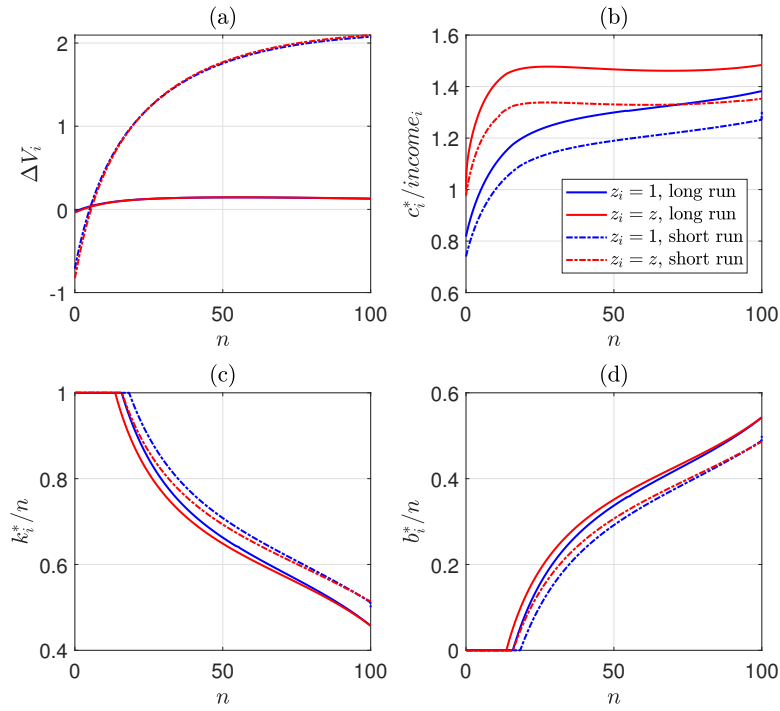 (a)
2
1
0
-1
ΔV_i
0 50 100
n
(b)
1.6
1.4
1.2
1
0.8
0.6
c_i^*/income_i
z_i = 1, long run
z_i = z, long run
z_i = 1, short run
z_i = z, short run
0 50 100
n
(c)
1
0.8
0.6
0.4
k_i^*/n
0 50 100
n
(d)
0.6
0.4
0.2
0
b_i^*/n
0 50 100
n